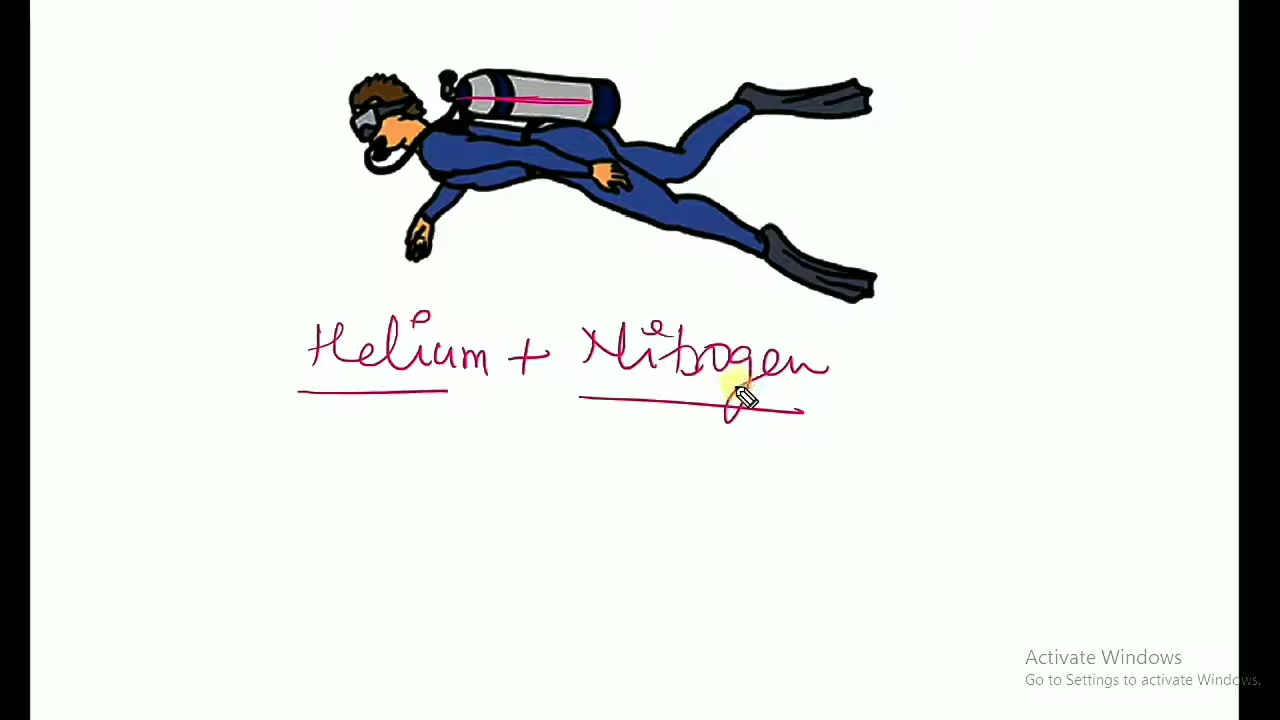 Helium + Nitrogen
Activate Windows
Go to Settings to activate Windows.